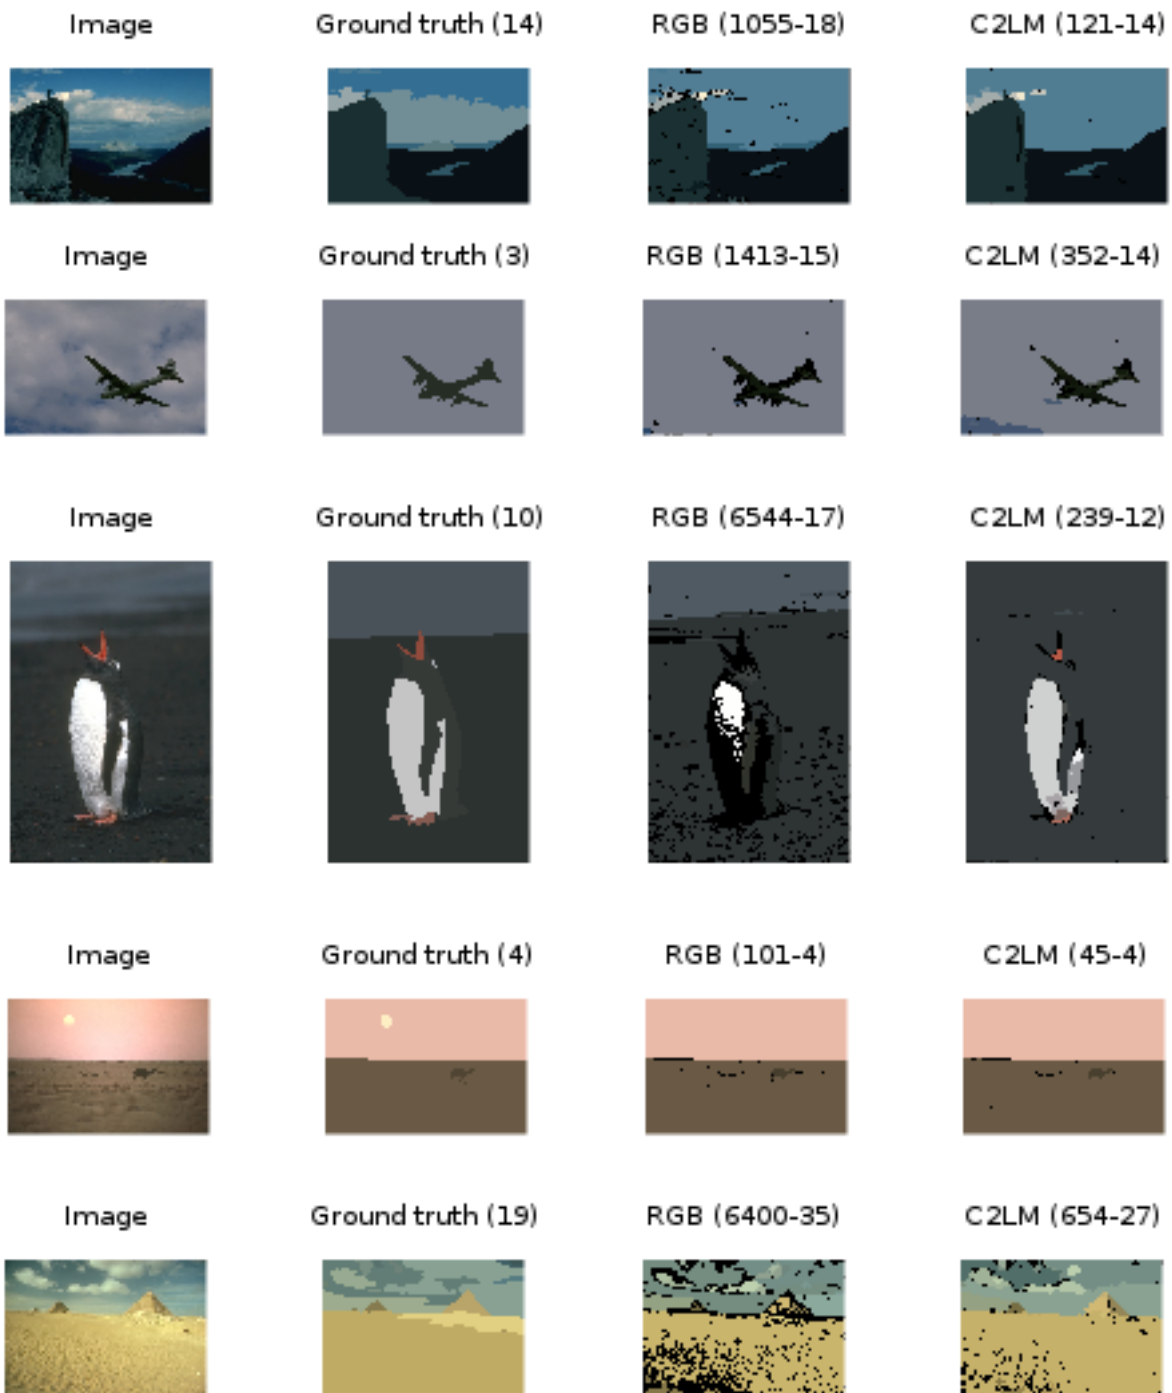 Image Ground truth (14) RGB (1055-18) C2LM (121-14)
Image Ground truth (3) RGB (1413-15) C2LM (352-14)
Image Ground truth (10) RGB (6544-17) C2LM (239-12)
Image Ground truth (4) RGB (101-4) C2LM (45-4)
Image Ground truth (19) RGB (6400-35) C2LM (654-27)